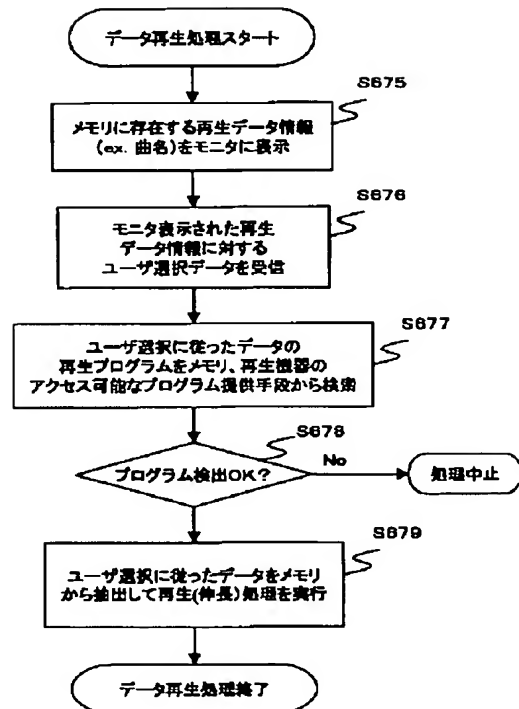 データ再生処理スタート
S675
メモリに存在する再生データ情報
(ex. 曲名)をモニタに表示
S676
モニタ表示された再生
データ情報に対する
ユーザ選択データを受信
S677
ユーザ選択に従ったデータの
再生プログラムをメモリ、再生機器の
アクセス可能なプログラム提供手段から検索
S678
プログラム検出OK?
No
処理中止
S679
ユーザ選択に従ったデータをメモリ
から抽出して再生(伸長)処理を実行
データ再生処理終了